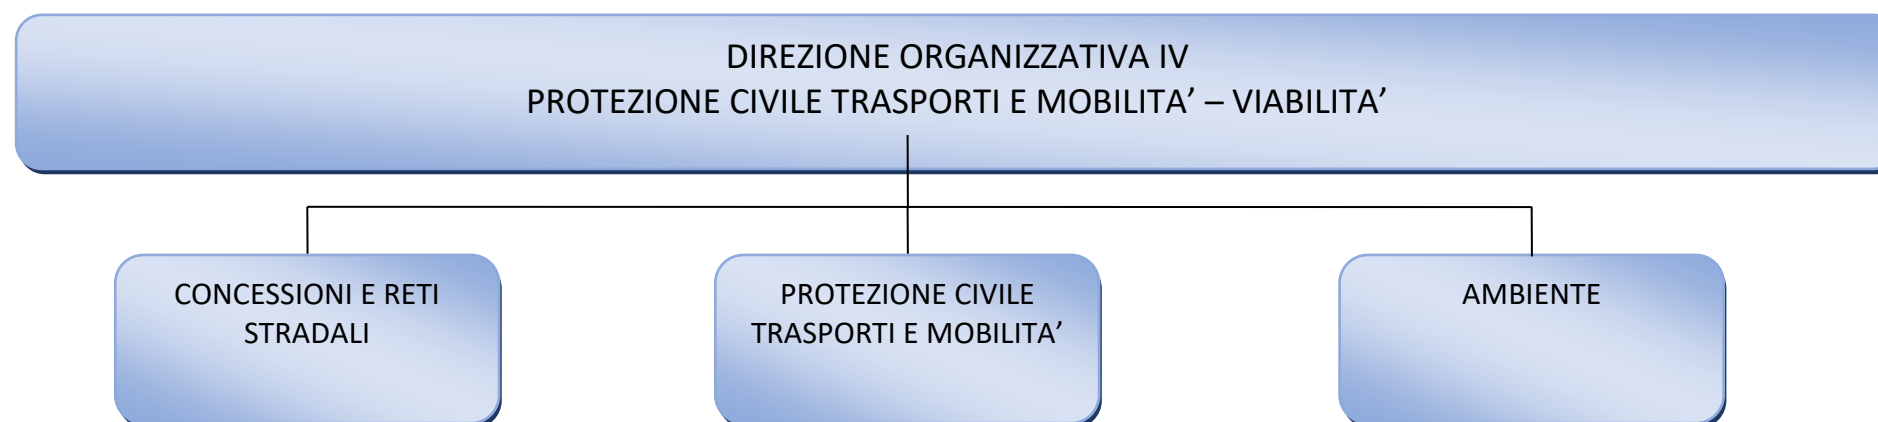 DIREZIONE ORGANIZZATIVA IV
PROTEZIONE CIVILE TRASPORTI E MOBILITA’ – VIABILITA’
CONCESSIONI E RETI
STRADALI
PROTEZIONE CIVILE
TRASPORTI E MOBILITA’
AMBIENTE